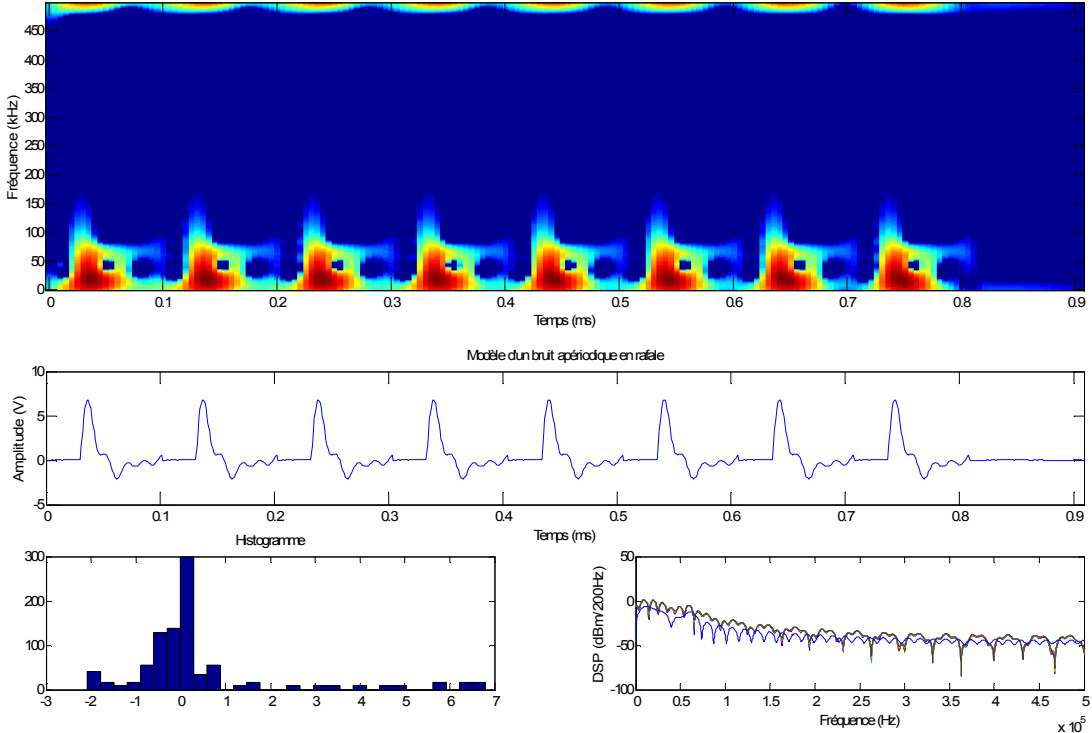 450
400
350
300
250
200
150
100
50
0
Fréquence (kHz)
0 0.1 0.2 0.3 0.4 0.5 0.6 0.7 0.8 0.9
Temps (ms)
Modèle d'un bruit apériodique en rafale
10
5
0
-5
Amplitude (V)
0 0.1 0.2 0.3 0.4 0.5 0.6 0.7 0.8 0.9
Temps (ms)
Histogramme
300
200
100
0
-3 -2 -1 0 1 2 3 4 5 6 7
50
0
-50
-100
DSP (dBm/200Hz)
0 0.5 1 1.5 2 2.5 3 3.5 4 4.5 5
Fréquence (Hz)
x 10^5